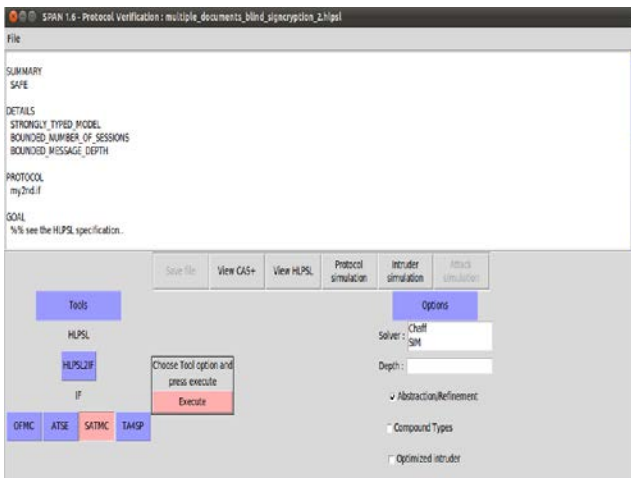 SPAN 1.6 - Protocol Verification : multiple_documents_blind_signcryption_2.hlpsl
File
SUMMARY
SAFE
DETAILS
STRONGLY_TYPED_MODEL
BOUNDED_NUMBER_OF_SESSIONS
BOUNDED_MESSAGE_DEPTH
PROTOCOL
my2nd.if
GOAL
%% see the HLPSL specification..
Save file
View CAS+
View HLPSL
Protocol simulation
Intruder simulation
Attack simulation
Tools
HLPSL
HLPSL2IF
IF
OFMC
ATSE
SATMC
TA4SP
Choose Tool option and
press execute
Execute
Options
Solver :
Chaff
SIM
Depth :
Abstraction/Refinement
Compound Types
Optimized intruder